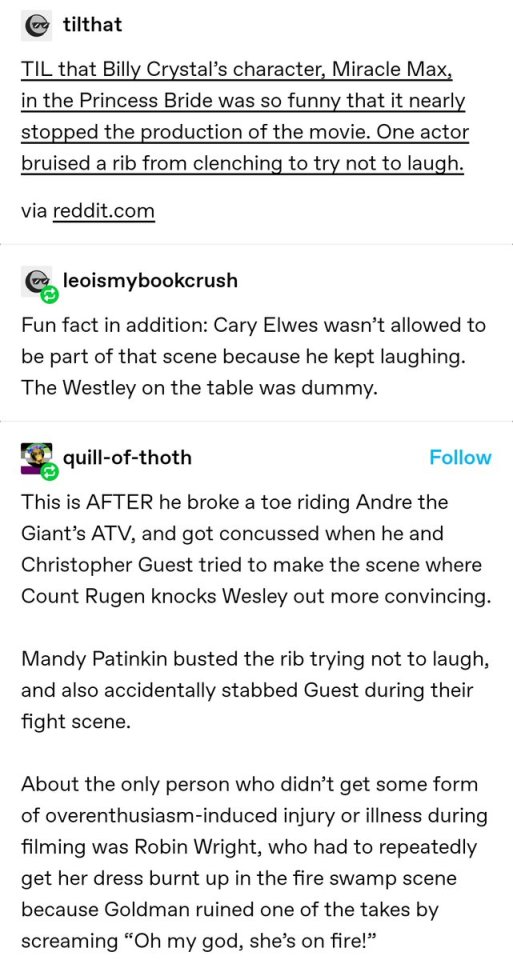 tilthat
TIL that Billy Crystal’s character, Miracle Max,
in the Princess Bride was so funny that it nearly
stopped the production of the movie. One actor
bruised a rib from clenching to try not to laugh.
via reddit.com
leoismybookcrush
Fun fact in addition: Cary Elwes wasn’t allowed to
be part of that scene because he kept laughing.
The Westley on the table was dummy.
quill-of-thoth Follow
This is AFTER he broke a toe riding Andre the
Giant’s ATV, and got concussed when he and
Christopher Guest tried to make the scene where
Count Rugen knocks Wesley out more convincing.
Mandy Patinkin busted the rib trying not to laugh,
and also accidentally stabbed Guest during their
fight scene.
About the only person who didn’t get some form
of overenthusiasm-induced injury or illness during
filming was Robin Wright, who had to repeatedly
get her dress burnt up in the fire swamp scene
because Goldman ruined one of the takes by
screaming “Oh my god, she’s on fire!”